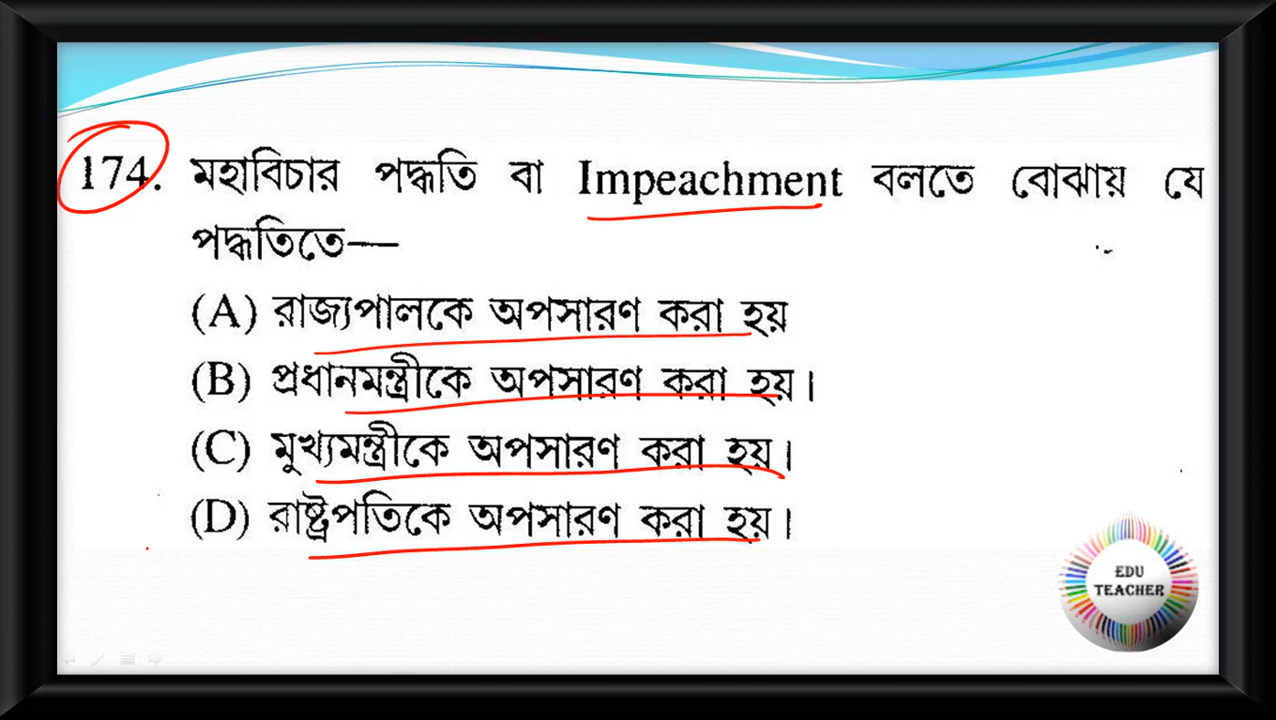 174. মহাবিচার পদ্ধতি বা Impeachment বলতে বোঝায় যে
পদ্ধতিতে—
(A) রাজ্যপালকে অপসারণ করা হয়
(B) প্রধানমন্ত্রীকে অপসারণ করা হয়।
(C) মুখ্যমন্ত্রীকে অপসারণ করা হয়।
(D) রাষ্ট্রপতিকে অপসারণ করা হয়।
EDU
TEACHER